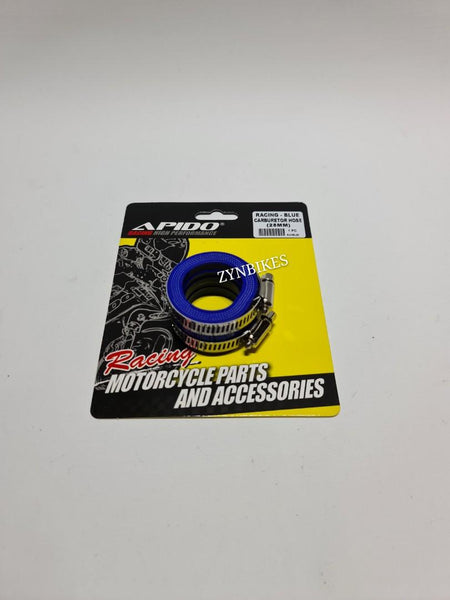 APIDO®
RACING HIGH PERFORMANCE
RACING - BLUE
CARBURETOR HOSE
(28MM)
1 PC
ZYNBIKES
Racing
MOTORCYCLE PARTS
AND ACCESSORIES